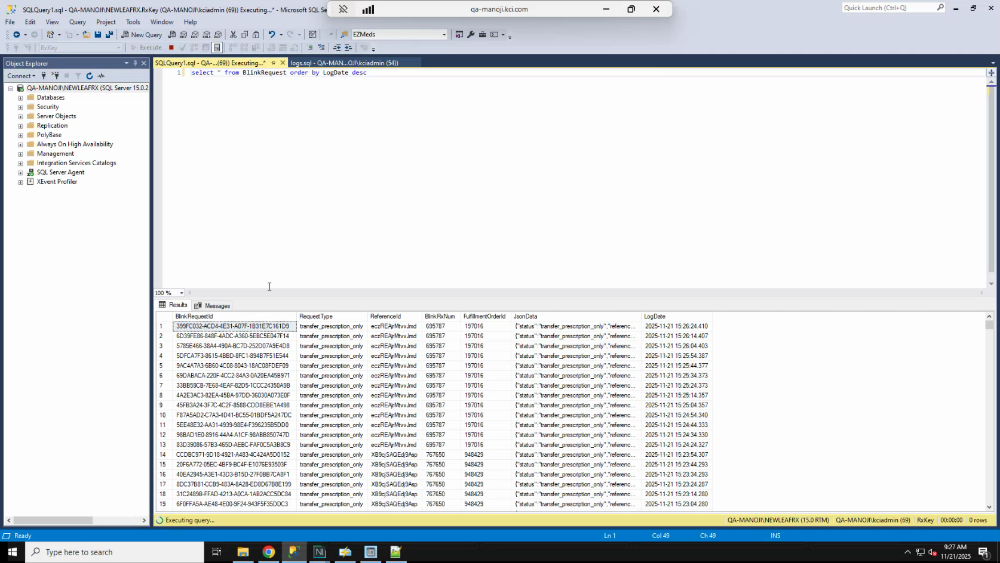 SQLQuery1.sql - QA-MANOJI\NEWLEAFRX.RxKey (QA-MANOJI\kciadmin (69)) Executing...* - Microsoft SQL Se
qa-manoji.kci.com
Quick Launch (Ctrl+Q)
File Edit View Query Project Tools Window Help
New Query
EZMeds
RxKey
Execute
Object Explorer
SQLQuery1.sql - QA-...(69)) Executing...*
logs.sql - QA-MAN...OJI\kciadmin (54))
Connect
1 select * from BlinkRequest order by LogDate desc
QA-MANOJI\NEWLEAFRX (SQL Server 15.0.2
Databases
Security
Server Objects
Replication
PolyBase
Always On High Availability
Management
Integration Services Catalogs
SQL Server Agent
XEvent Profiler
100 %
Results Messages
BlinkRequestId RequestType ReferenceId BlinkRxNum FulfillmentOrderId JsonData LogDate
1 399FC032-ACD4-4E31-A07F-1B31E7C161D9 transfer_prescription_only eczREAjrMtvvJmd 695787 197016 {"status":"transfer_prescription_only","referenc... 2025-11-21 15:26:24.410
2 6D39FE86-848F-4ADC-A360-5EBC5E047F14 transfer_prescription_only eczREAjrMtvvJmd 695787 197016 {"status":"transfer_prescription_only","referenc... 2025-11-21 15:26:14.407
3 5785E466-38A4-490A-BC7D-252D07A9E4D8 transfer_prescription_only eczREAjrMtvvJmd 695787 197016 {"status":"transfer_prescription_only","referenc... 2025-11-21 15:26:04.403
4 5DFCA7F3-8615-4BBD-8FC1-894B7F51E544 transfer_prescription_only eczREAjrMtvvJmd 695787 197016 {"status":"transfer_prescription_only","referenc... 2025-11-21 15:25:54.387
5 9AC4A7A3-6B60-4C08-8043-18AC08FDEF09 transfer_prescription_only eczREAjrMtvvJmd 695787 197016 {"status":"transfer_prescription_only","referenc... 2025-11-21 15:25:44.377
6 69DABACA-220F-4CC2-84A3-0A20EA45B971 transfer_prescription_only eczREAjrMtvvJmd 695787 197016 {"status":"transfer_prescription_only","referenc... 2025-11-21 15:25:34.373
7 33BB59CB-7E68-4EAF-82D5-1CCC24350A9B transfer_prescription_only eczREAjrMtvvJmd 695787 197016 {"status":"transfer_prescription_only","referenc... 2025-11-21 15:25:24.373
8 4A2E3AC3-82EA-45BA-97DD-36030A073E0F transfer_prescription_only eczREAjrMtvvJmd 695787 197016 {"status":"transfer_prescription_only","referenc... 2025-11-21 15:25:14.357
9 45FB3A24-3F7C-4C2F-8588-CDD8EBE1A498 transfer_prescription_only eczREAjrMtvvJmd 695787 197016 {"status":"transfer_prescription_only","referenc... 2025-11-21 15:25:04.357
10 F87A5AD2-C7A3-4D41-BC55-01BDF5A247DC transfer_prescription_only eczREAjrMtvvJmd 695787 197016 {"status":"transfer_prescription_only","referenc... 2025-11-21 15:24:54.340
11 5EE48E32-AA31-4939-98E4-F396235B5DD0 transfer_prescription_only eczREAjrMtvvJmd 695787 197016 {"status":"transfer_prescription_only","referenc... 2025-11-21 15:24:44.333
12 98BAD1E0-8916-44A4-A1CF-98ABB850747D transfer_prescription_only eczREAjrMtvvJmd 695787 197016 {"status":"transfer_prescription_only","referenc... 2025-11-21 15:24:34.330
13 83D39086-57B3-465D-AEBC-FAF0C5A3B8C9 transfer_prescription_only eczREAjrMtvvJmd 695787 197016 {"status":"transfer_prescription_only","referenc... 2025-11-21 15:24:24.327
14 CCDBC971-9D18-4921-A483-4C424A5D0152 transfer_prescription_only XB9cjSAQEdj9Asp 767650 948429 {"status":"transfer_prescription_only","referenc... 2025-11-21 15:23:54.307
15 20F6A772-05EC-4BF9-BC4F-E1076E93503F transfer_prescription_only XB9cjSAQEdj9Asp 767650 948429 {"status":"transfer_prescription_only","referenc... 2025-11-21 15:23:44.293
16 40EA2945-A3E1-43D3-B15D-27F0BB7CA8F1 transfer_prescription_only XB9cjSAQEdj9Asp 767650 948429 {"status":"transfer_prescription_only","referenc... 2025-11-21 15:23:34.293
17 8DC37B81-CCB9-483A-8A28-ED8D67B8E199 transfer_prescription_only XB9cjSAQEdj9Asp 767650 948429 {"status":"transfer_prescription_only","referenc... 2025-11-21 15:23:24.287
18 31C2489B-FFAD-4213-A0CA-1AB2ACC5DC84 transfer_prescription_only XB9cjSAQEdj9Asp 767650 948429 {"status":"transfer_prescription_only","referenc... 2025-11-21 15:23:14.280
19 6F0FFA5A-AE48-4E00-9F24-943F5F35DDC3 transfer_prescription_only XB9cjSAQEdj9Asp 767650 948429 {"status":"transfer_prescription_only","referenc... 2025-11-21 15:23:04.280
Executing query... QA-MANOJI\NEWLEAFRX (15.0 RTM) QA-MANOJI\kciadmin (69) RxKey 00:00:00 0 rows
Ready Ln 1 Col 49 Ch 49 INS
Type here to search
9:27 AM
11/21/2025